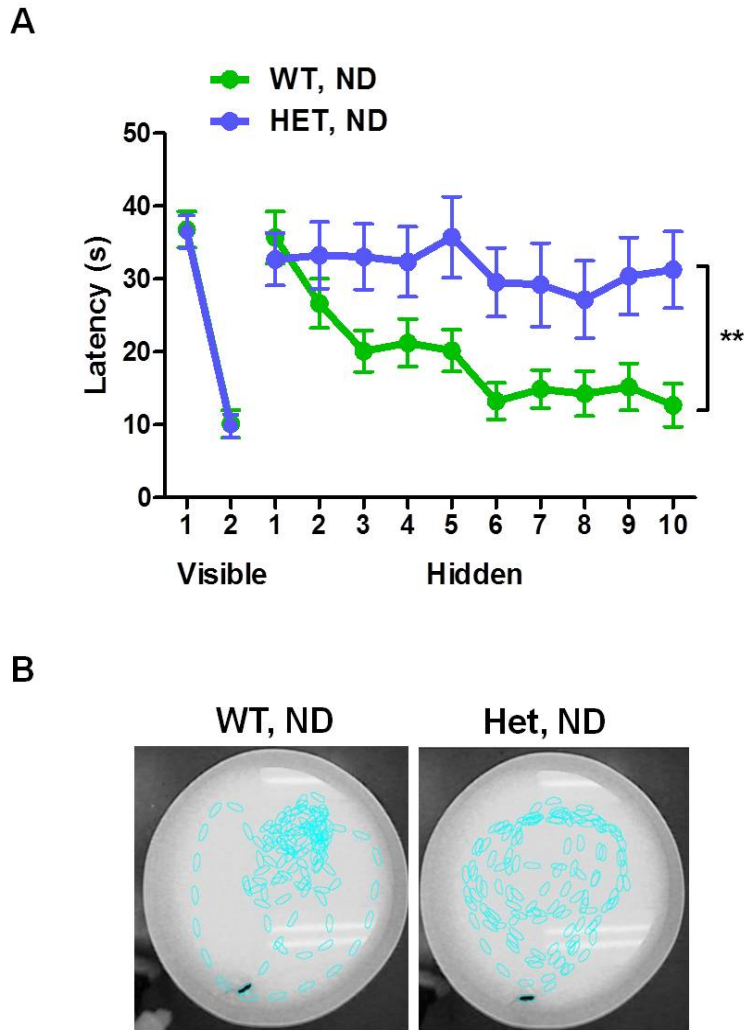 A
WT, ND
HET, ND
50
40
30
20
10
0
Latency (s)
**
1 2 1 2 3 4 5 6 7 8 9 10
Visible Hidden
B
WT, ND Het, ND